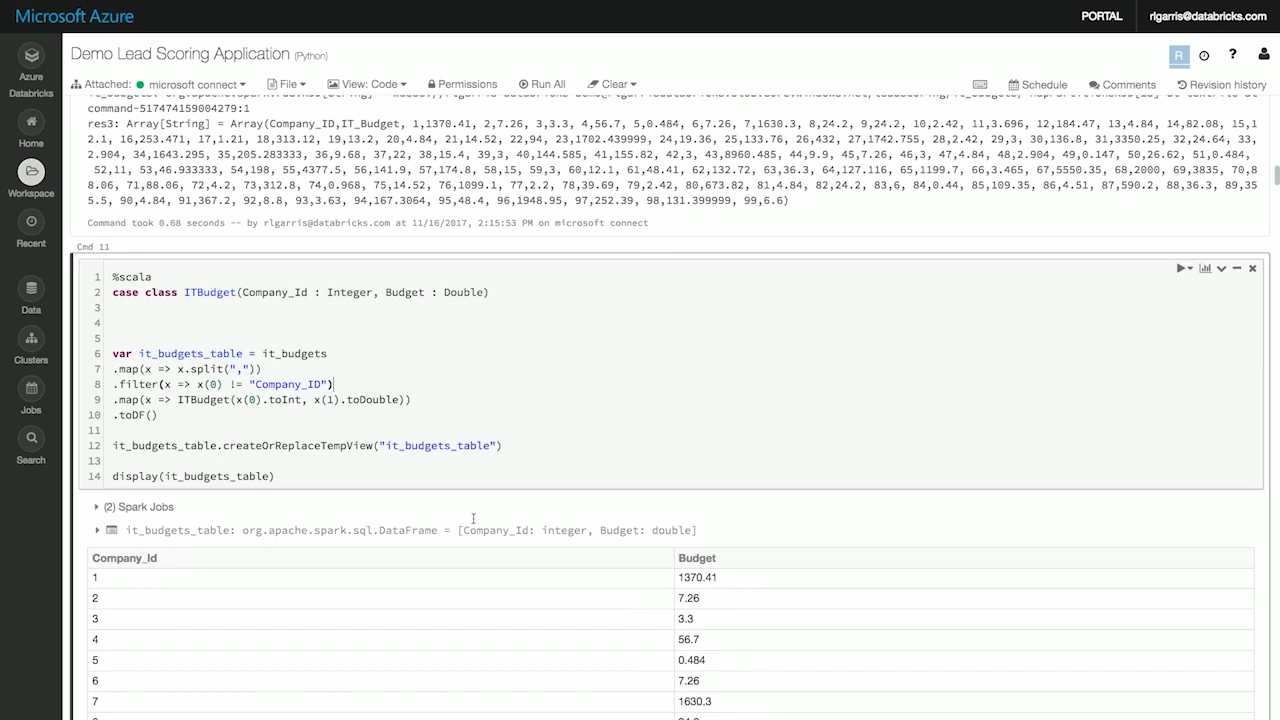 Microsoft Azure
PORTAL
rlgarris@databricks.com
Demo Lead Scoring Application (Python)
R
?
Attached: microsoft connect
File
View: Code
Permissions
Run All
Clear
Schedule
Comments
Revision history
Azure
Databricks
Home
Workspace
Recent
Data
Clusters
Jobs
Search
command-517474159004279:1
res3: Array[String] = Array(Company_ID,IT_Budget, 1,1370.41, 2,7.26, 3,3.3, 4,56.7, 5,0.484, 6,7.26, 7,1630.3, 8,24.2, 9,24.2, 10,2.42, 11,3.696, 12,184.47, 13,4.84, 14,82.08, 15,1
2.1, 16,253.471, 17,1.21, 18,313.12, 19,13.2, 20,4.84, 21,14.52, 22,94, 23,1702.439999, 24,19.36, 25,133.76, 26,432, 27,1742.755, 28,2.42, 29,3, 30,136.8, 31,3353.24, 32,24.64, 33,
2.904, 34,1643.295, 35,205.283333, 36,9.68, 37,22, 38,15.4, 39,3, 40,144.585, 41,155.82, 42,3, 43,8960.485, 44,9.9, 45,7.26, 46,3, 47,4.84, 48,2.904, 49,0.147, 50,26.62, 51,0.484,
52,11, 53,46.933333, 54,198, 55,4377.5, 56,141.9, 57,174.8, 58,15, 59,3, 60,12.1, 61,48.41, 62,132.72, 63,36.3, 64,127.116, 65,1199.7, 66,3.465, 67,5550.35, 68,2000, 69,3835, 70,8
8.06, 71,88.06, 72,4.2, 73,312.8, 74,0.968, 75,14.52, 76,1099.1, 77,2.2, 78,39.69, 79,2.42, 80,673.82, 81,4.84, 82,24.2, 83,6, 84,0.44, 85,109.35, 86,4.51, 87,590.2, 88,36.3, 89,35
5.5, 90,4.84, 91,367.2, 92,8.8, 93,3.63, 94,167.3064, 95,48.4, 96,1948.95, 97,252.39, 98,131.399999, 99,6.6)
Command took 0.68 seconds -- by rlgarris@databricks.com at 11/16/2017, 2:15:53 PM on microsoft connect
Cmd 11
1 %scala
2 case class ITBudget(Company_Id : Integer, Budget : Double)
3
4
5
6 var it_budgets_table = it_budgets
7 .map(x => x.split(","))
8 .filter(x => x(0) != "Company_ID")
9 .map(x => ITBudget(x(0).toInt, x(1).toDouble))
10 .toDF()
11
12 it_budgets_table.createOrReplaceTempView("it_budgets_table")
13
14 display(it_budgets_table)
(2) Spark Jobs
it_budgets_table: org.apache.spark.sql.DataFrame = [Company_Id: integer, Budget: double]
Company_Id Budget
1 1370.41
2 7.26
3 3.3
4 56.7
5 0.484
6 7.26
7 1630.3